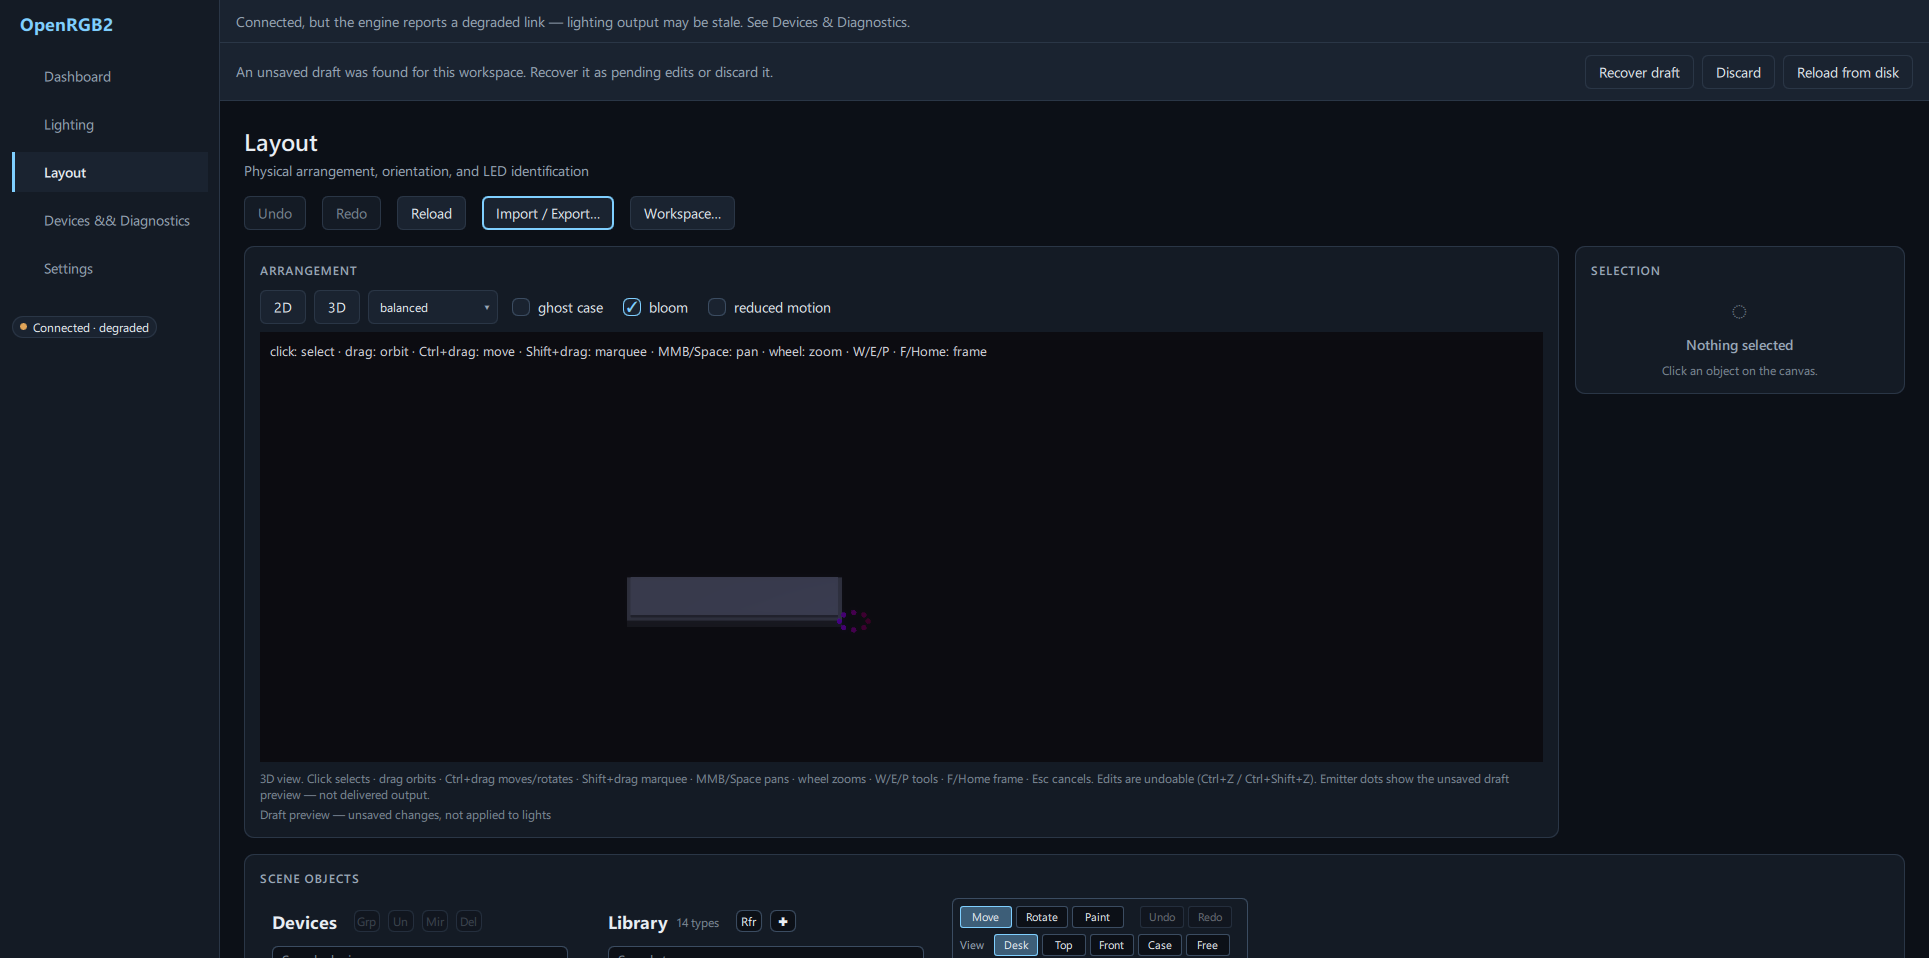 OpenRGB2
Dashboard
Lighting
Layout
Devices && Diagnostics
Settings
Connected · degraded
Connected, but the engine reports a degraded link — lighting output may be stale. See Devices & Diagnostics.
An unsaved draft was found for this workspace. Recover it as pending edits or discard it.
Recover draft
Discard
Reload from disk
Layout
Physical arrangement, orientation, and LED identification
Undo
Redo
Reload
Import / Export...
Workspace...
ARRANGEMENT
2D
3D
balanced
ghost case
bloom
reduced motion
click: select · drag: orbit · Ctrl+drag: move · Shift+drag: marquee · MMB/Space: pan · wheel: zoom · W/E/P · F/Home: frame
3D view. Click selects · drag orbits · Ctrl+drag moves/rotates · Shift+drag marquee · MMB/Space pans · wheel zooms · W/E/P tools · F/Home frame · Esc cancels. Edits are undoable (Ctrl+Z / Ctrl+Shift+Z). Emitter dots show the unsaved draft
preview — not delivered output.
Draft preview — unsaved changes, not applied to lights
SELECTION
Nothing selected
Click an object on the canvas.
SCENE OBJECTS
Devices
Grp
Un
Mir
Del
Library
14 types
Rfr
Move
Rotate
Paint
Undo
Redo
View
Desk
Top
Front
Case
Free